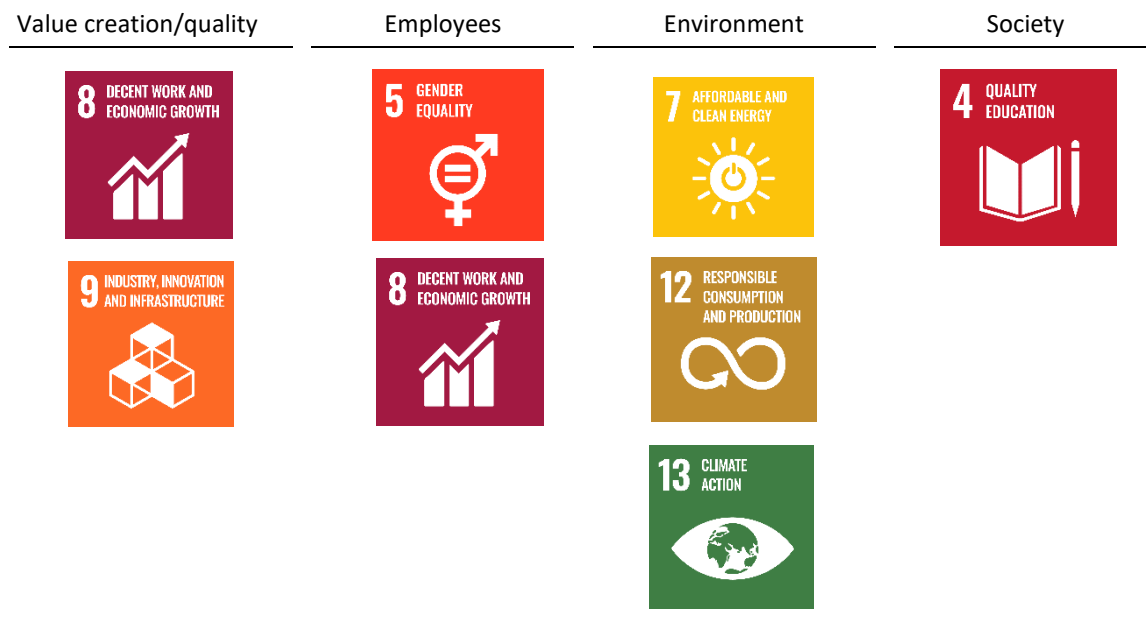 Value creation/quality
Employees
Environment
Society
8 DECENT WORK AND
ECONOMIC GROWTH
5 GENDER
EQUALITY
7 AFFORDABLE AND
CLEAN ENERGY
4 QUALITY
EDUCATION
9 INDUSTRY, INNOVATION
AND INFRASTRUCTURE
8 DECENT WORK AND
ECONOMIC GROWTH
12 RESPONSIBLE
CONSUMPTION
AND PRODUCTION
13 CLIMATE
ACTION